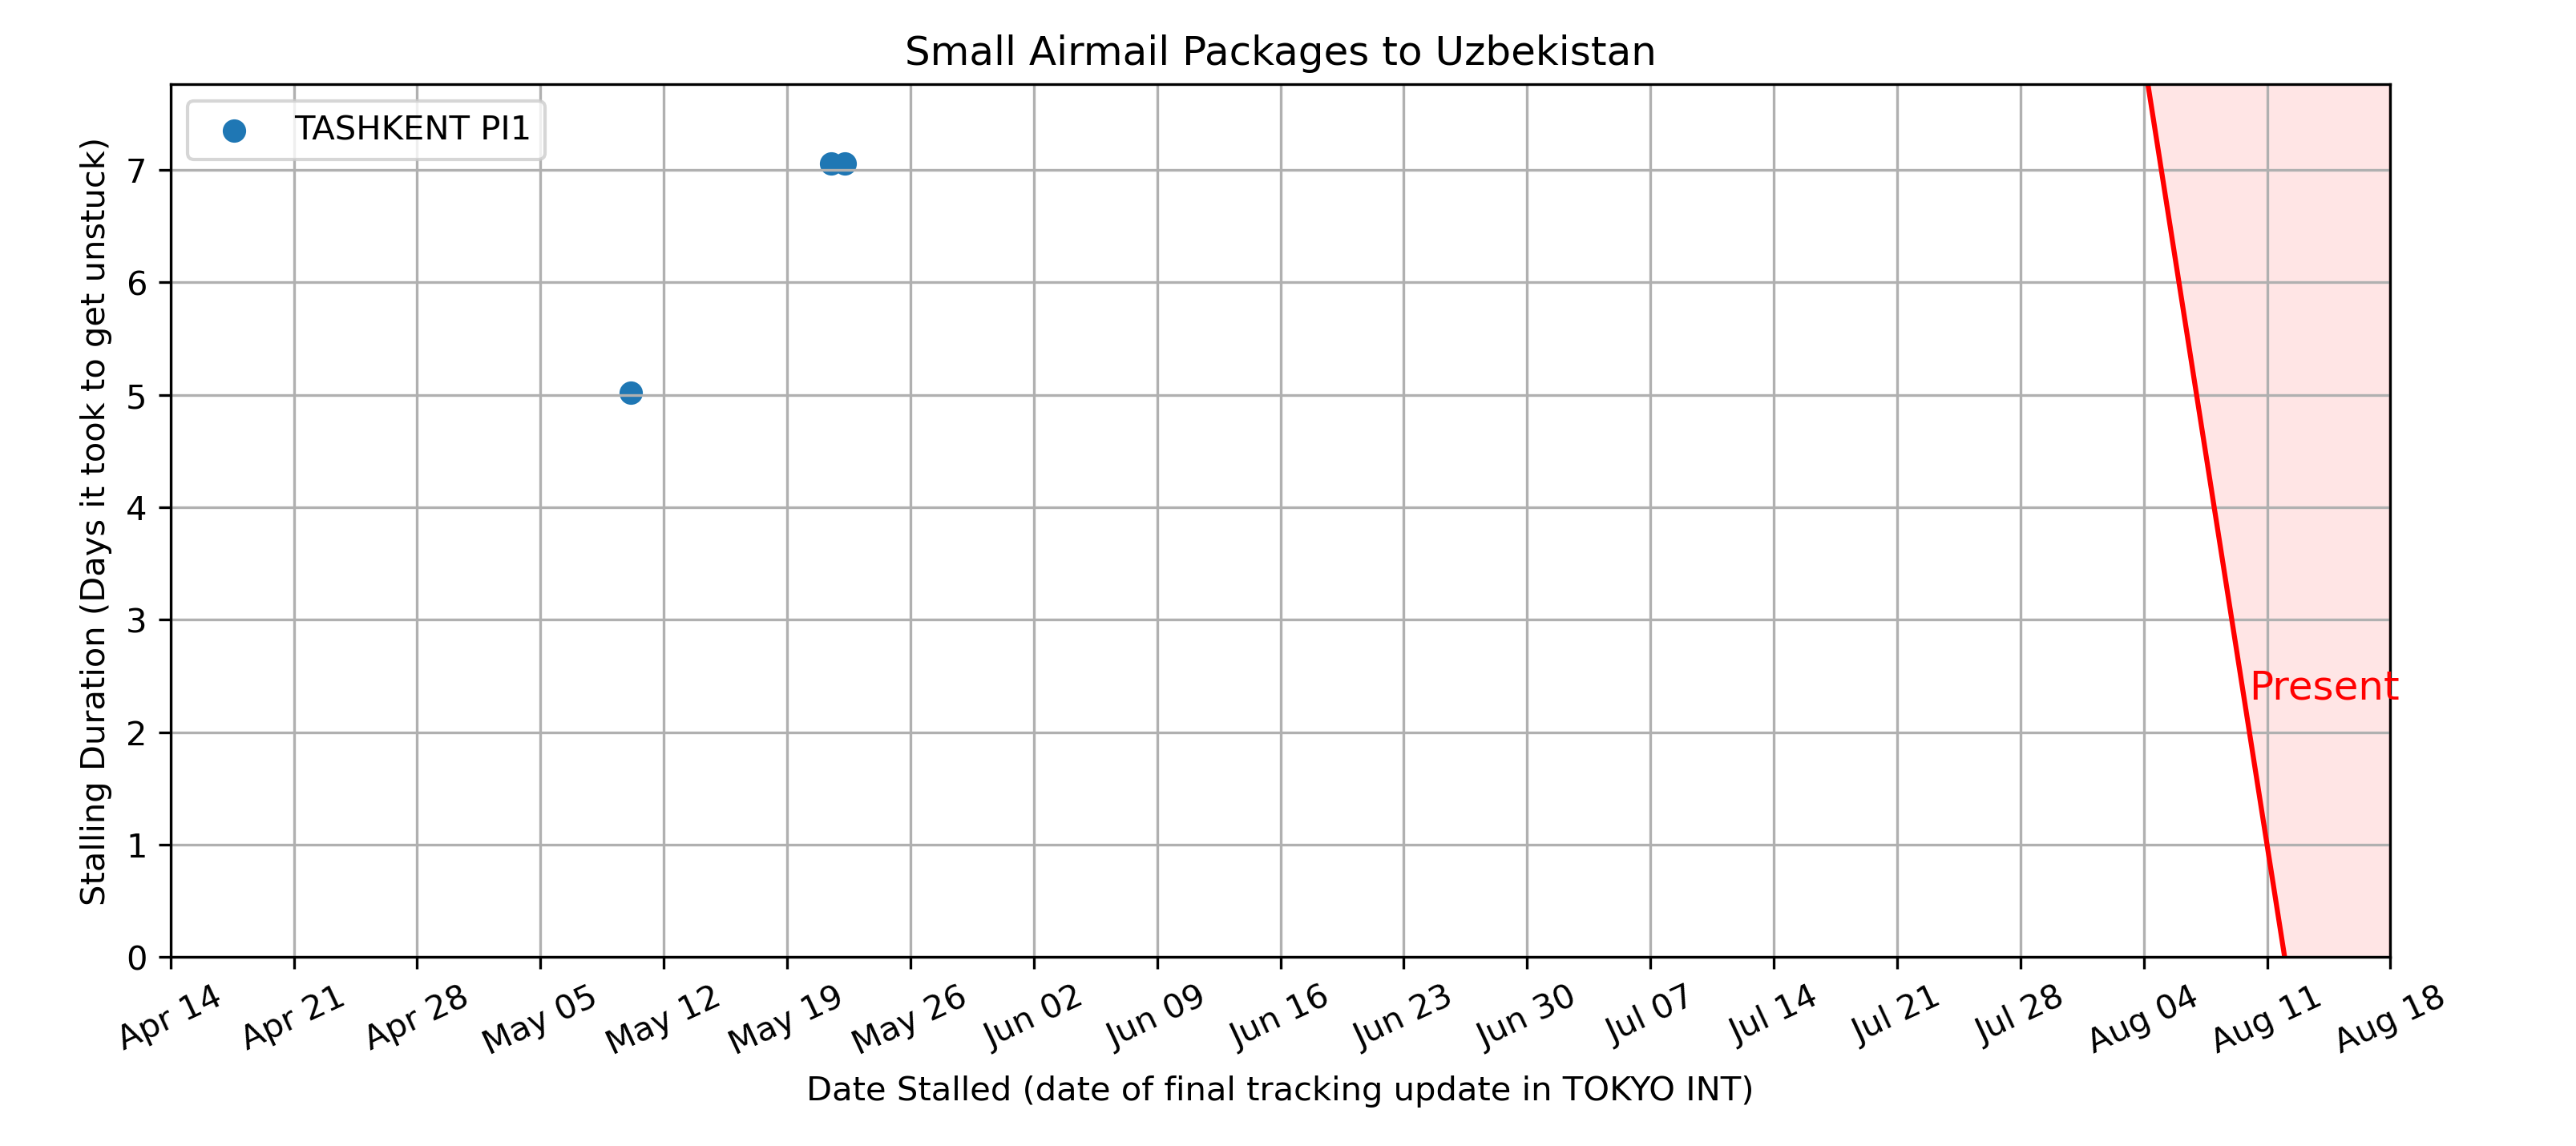 Small Airmail Packages to Uzbekistan
TASHKENT PI1
Stalling Duration (Days it took to get unstuck)
7
6
5
4
3
2
1
0
Present
Apr 14
Apr 21
Apr 28
May 05
May 12
May 19
May 26
Jun 02
Jun 09
Jun 16
Jun 23
Jun 30
Jul 07
Jul 14
Jul 21
Jul 28
Aug 04
Aug 11
Aug 18
Date Stalled (date of final tracking update in TOKYO INT)